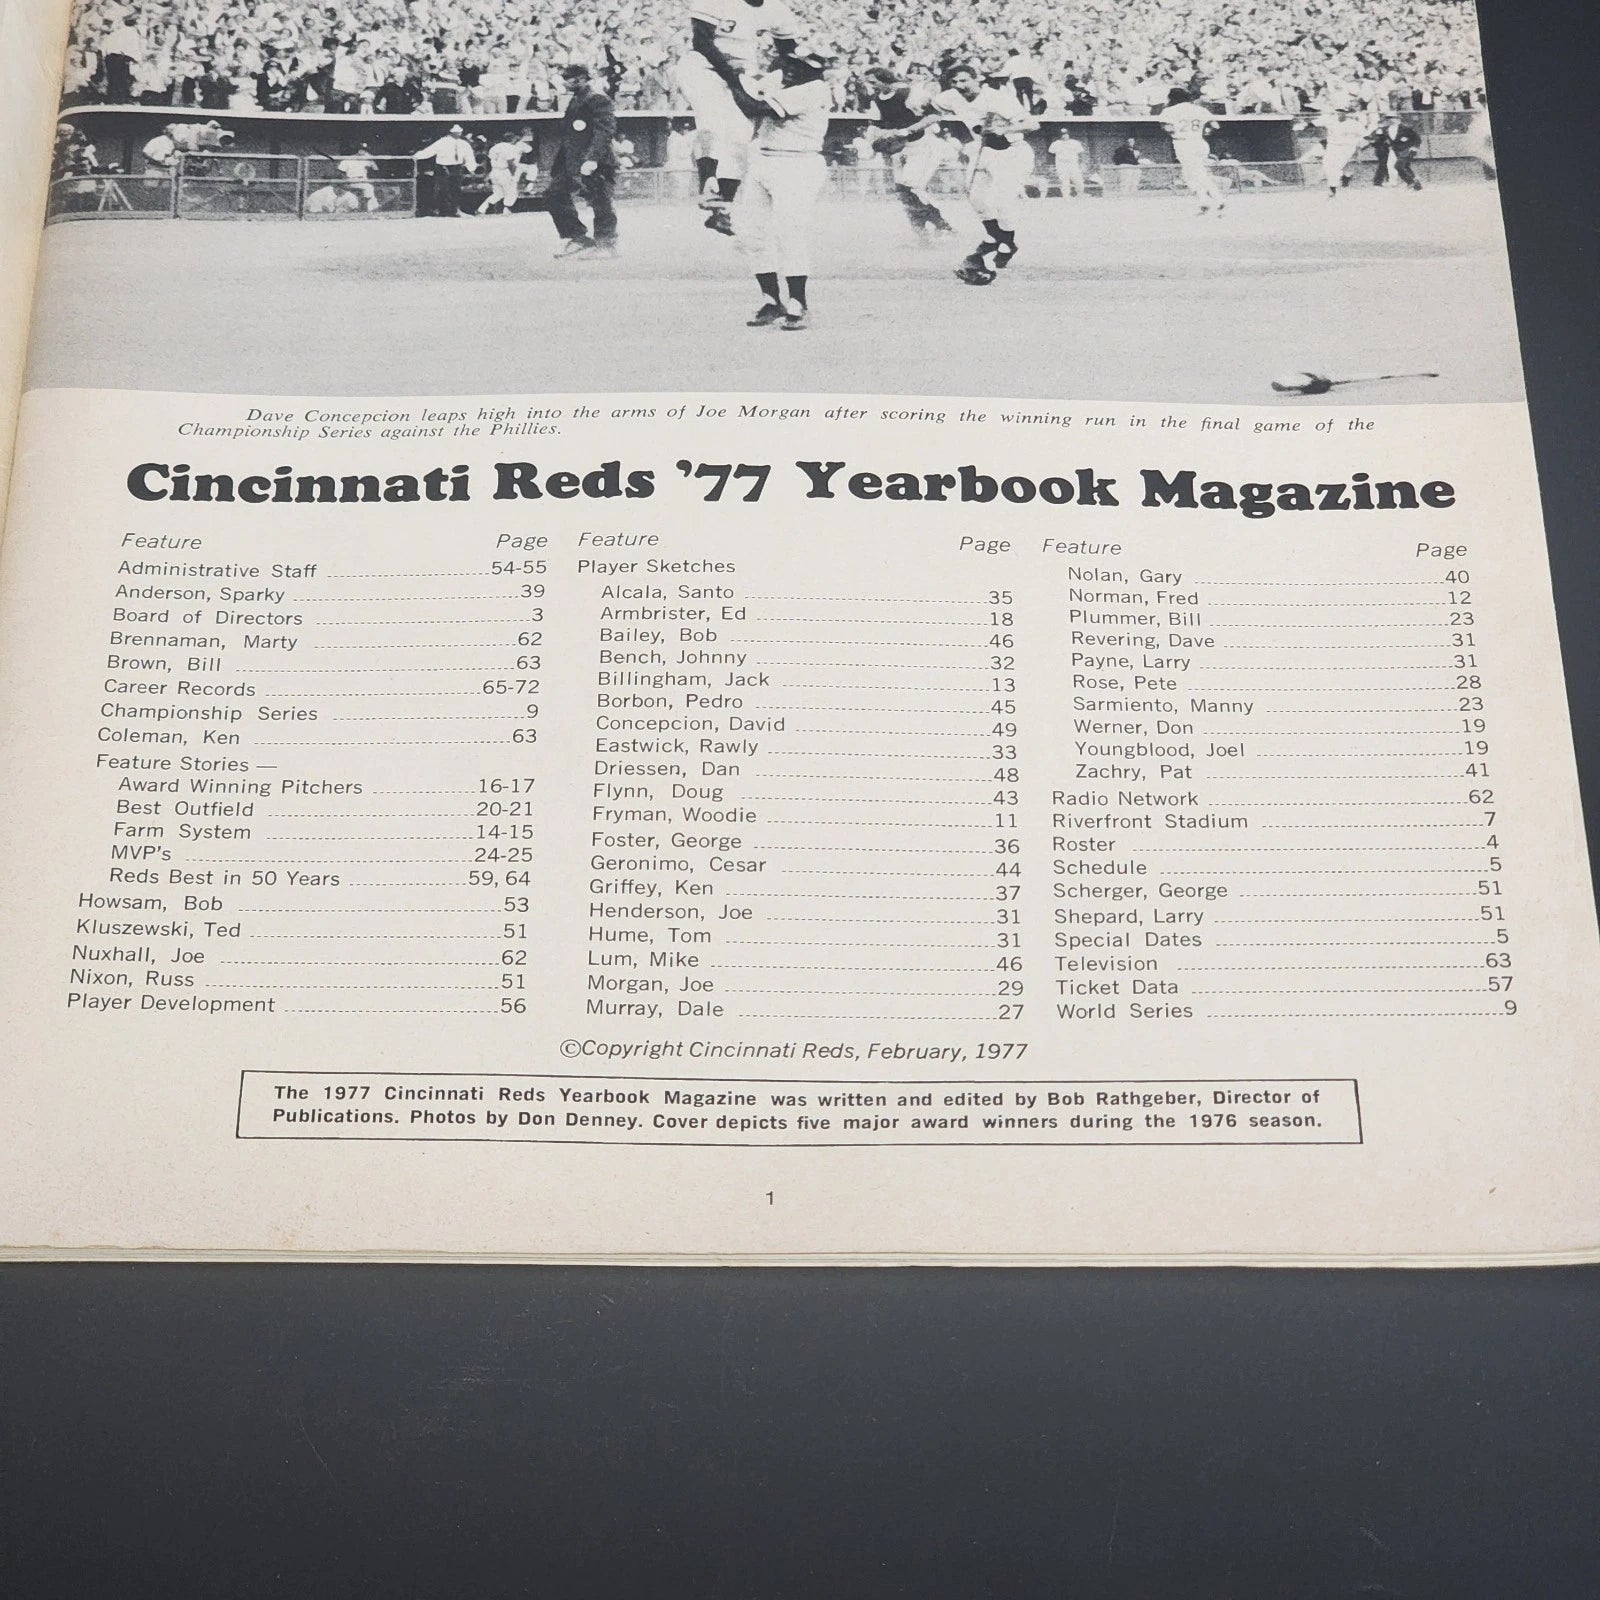 28
Dave Concepcion leaps high into the arms of Joe Morgan after scoring the winning run in the final game of the
Championship Series against the Phillies.
Cincinnati Reds '77 Yearbook Magazine
Feature Page
Administrative Staff 54-55
Anderson, Sparky 39
Board of Directors 3
Brennaman, Marty 62
Brown, Bill 63
Career Records 65-72
Championship Series 9
Coleman, Ken 63
Feature Stories —
Award Winning Pitchers 16-17
Best Outfield 20-21
Farm System 14-15
MVP's 24-25
Reds Best in 50 Years 59, 64
Howsam, Bob 53
Kluszewski, Ted 51
Nuxhall, Joe 62
Nixon, Russ 51
Player Development 56
Feature Page
Player Sketches
Alcala, Santo 35
Armbrister, Ed 18
Bailey, Bob 46
Bench, Johnny 32
Billingham, Jack 13
Borbon, Pedro 45
Concepcion, David 49
Eastwick, Rawly 33
Driessen, Dan 48
Flynn, Doug 43
Fryman, Woodie 11
Foster, George 36
Geronimo, Cesar 44
Griffey, Ken 37
Henderson, Joe 31
Hume, Tom 31
Lum, Mike 46
Morgan, Joe 29
Murray, Dale 27
Feature Page
Nolan, Gary 40
Norman, Fred 12
Plummer, Bill 23
Revering, Dave 31
Payne, Larry 31
Rose, Pete 28
Sarmiento, Manny 23
Werner, Don 19
Youngblood, Joel 19
Zachry, Pat 41
Radio Network 62
Riverfront Stadium 7
Roster 4
Schedule 5
Scherger, George 51
Shepard, Larry 51
Special Dates 5
Television 63
Ticket Data 57
World Series 9
©Copyright Cincinnati Reds, February, 1977
The 1977 Cincinnati Reds Yearbook Magazine was written and edited by Bob Rathgeber, Director of
Publications. Photos by Don Denney. Cover depicts five major award winners during the 1976 season.
1